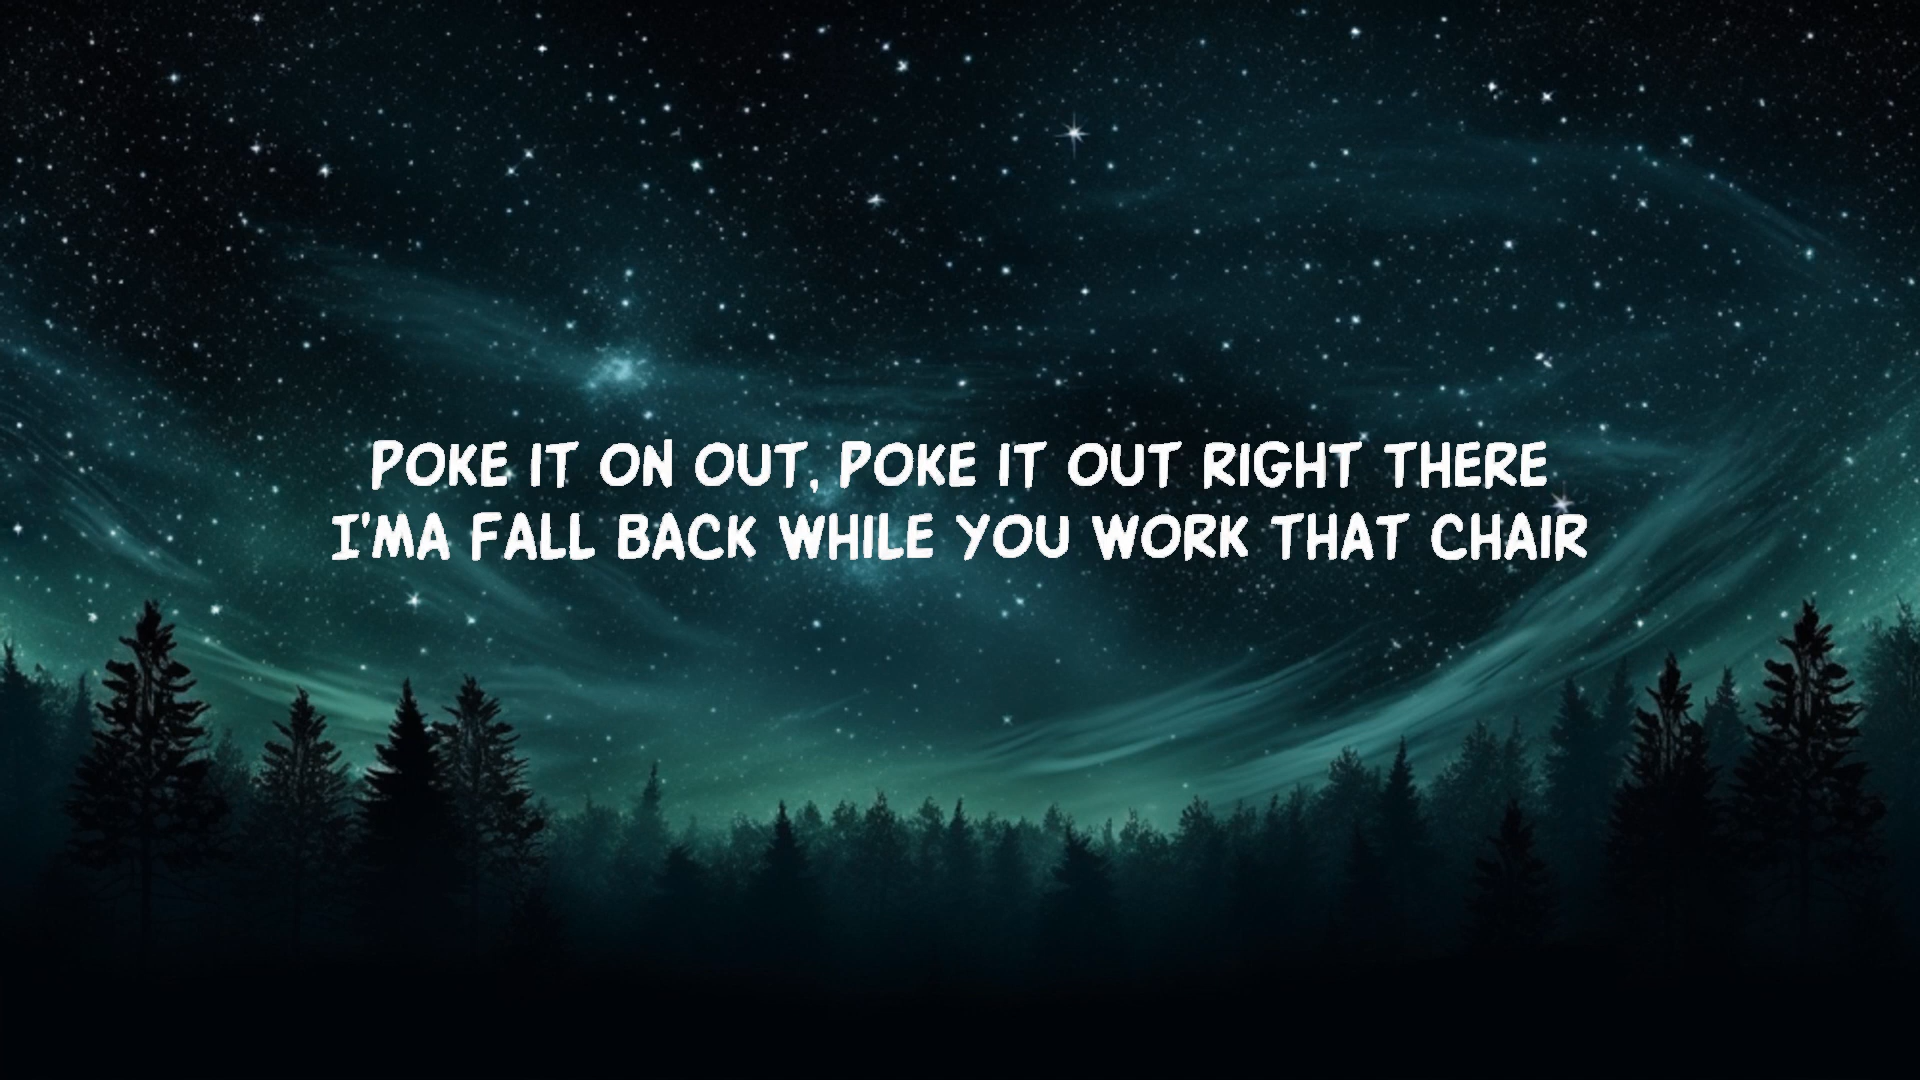 POKE IT ON OUT, POKE IT OUT RIGHT THERE
I'MA FALL BACK WHILE YOU WORK THAT CHAIR